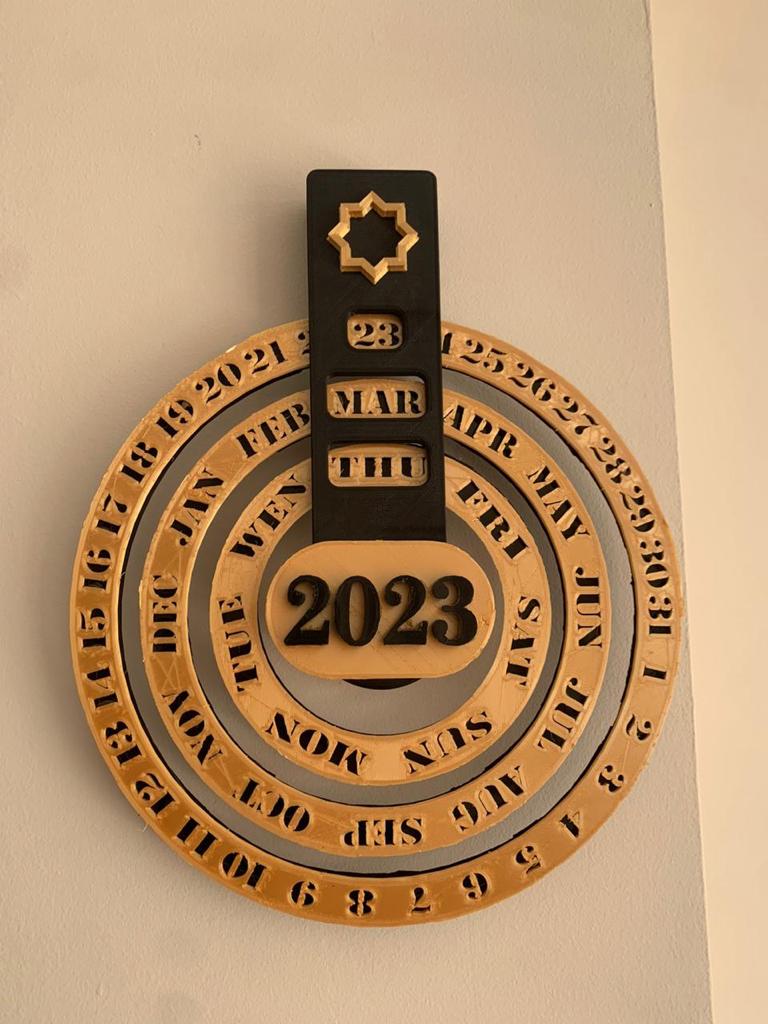 23
MAR
THU
2023
25 26 27 28 29 30 31 1 2 3 4 5 6 7 8 9 10 11 12 13 14 15 16 17 18 19 20 21
APR MAY JUN JUL AUG SEP OCT NOV DEC JAN FEB
FRI SAT SUN MON TUE WEN